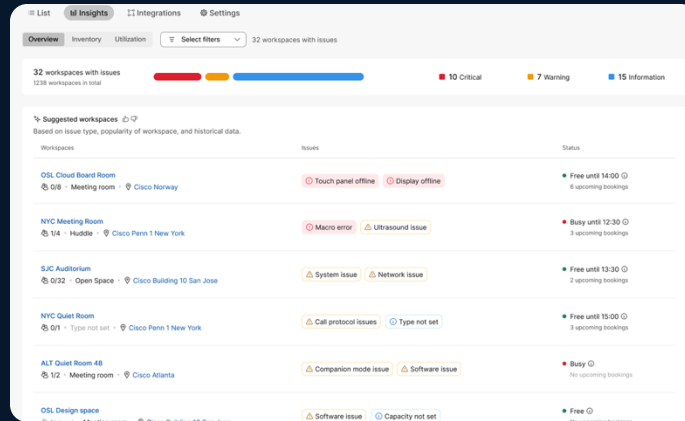 List Insights Integrations Settings
Overview Inventory Utilization Select filters 32 workspaces with issues
32 workspaces with issues
1238 workspaces in total
10 Critical 7 Warning 15 Information
Suggested workspaces
Based on issue type, popularity of workspace, and historical data.
Workspaces Issues Status
OSL Cloud Board Room
0/8 · Meeting room · Cisco Norway
Touch panel offline Display offline
Free until 14:00
6 upcoming bookings
NYC Meeting Room
1/4 · Huddle · Cisco Penn 1 New York
Macro error Ultrasound issue
Busy until 12:30
3 upcoming bookings
SJC Auditorium
0/32 · Open Space · Cisco Building 10 San Jose
System issue Network issue
Free until 13:30
2 upcoming bookings
NYC Quiet Room
0/1 · Type not set · Cisco Penn 1 New York
Call protocol issues Type not set
Free until 15:00
3 upcoming bookings
ALT Quiet Room 4B
1/2 · Meeting room · Cisco Atlanta
Companion mode issue Software issue
Busy
No upcoming bookings
OSL Design space
Software issue Capacity not set
Free